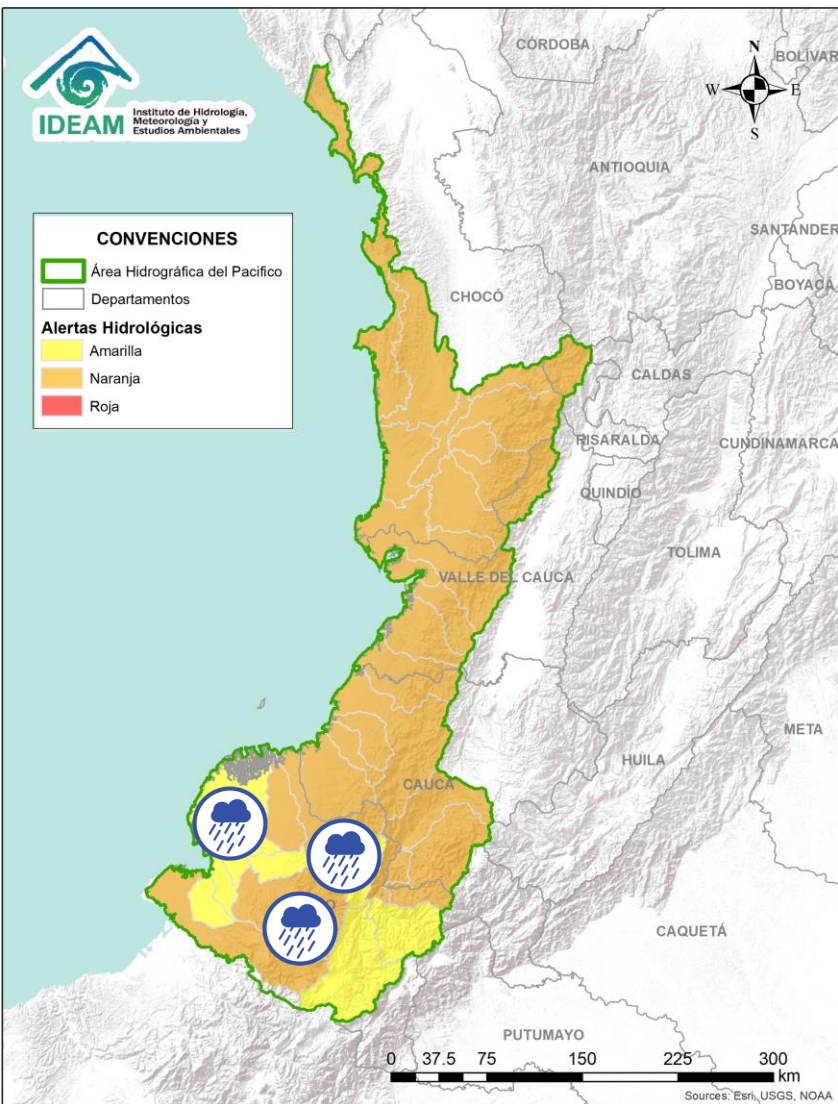 IDEAM
Instituto de Hidrología,
Meteorología y
Estudios Ambientales
N
W
E
S
CÓRDOBA
BOLÍVAR
ANTIOQUIA
SANTANDER
BOYACÁ
CONVENCIONES
Área Hidrográfica del Pacifico
Departamentos
Alertas Hidrológicas
Amarilla
Naranja
Roja
CHOCÓ
CALDAS
RISARALDA
CUNDINAMARCA
QUINDÍO
TOLIMA
VALLE DEL CAUCA
META
HUILA
CAUCA
CAQUETÁ
PUTUMAYO
0 37.5 75 150 225 300
km
Sources: Esri, USGS, NOAA